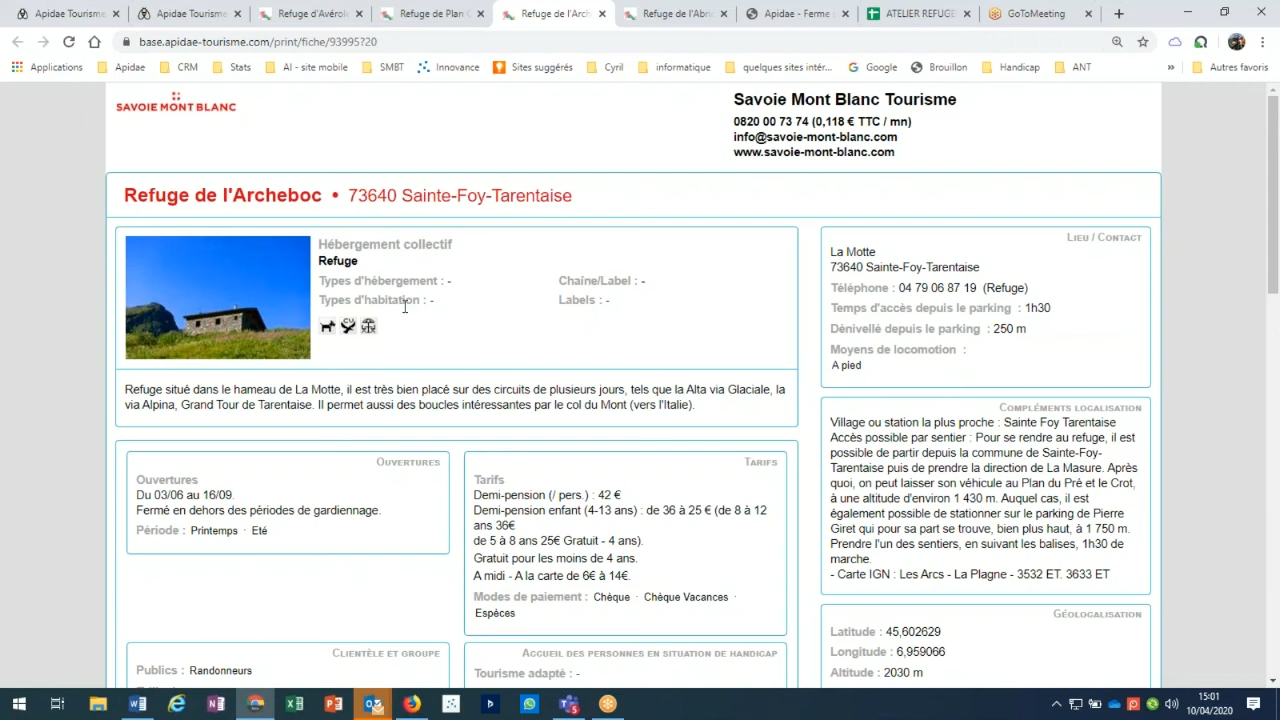 Apidae Tourisme
Apidae Tourisme
Refuge d'Avérol
Refuge de Plan C
Refuge de l'Arch
Refuge de l'Abri
Apidae - Ferme
ATELIER REFUGE
GoToMeeting
base.apidae-tourisme.com/print/fiche/93995?20
Applications
Apidae
CRM
Stats
AI - site mobile
SMBT
Innovance
Sites suggérés
Cyril
informatique
quelques sites intér...
Google
Brouillon
Handicap
ANT
»
Autres favoris
SAVOIE MONT BLANC
Savoie Mont Blanc Tourisme
0820 00 73 74 (0,118 € TTC / mn)
info@savoie-mont-blanc.com
www.savoie-mont-blanc.com
Refuge de l'Archeboc • 73640 Sainte-Foy-Tarentaise
Hébergement collectif
Refuge
Types d'hébergement : -
Chaîne/Label : -
Types d'habitation : -
Labels : -
Refuge situé dans le hameau de La Motte, il est très bien placé sur des circuits de plusieurs jours, tels que la Alta via Glaciale, la
via Alpina, Grand Tour de Tarentaise. Il permet aussi des boucles intéressantes par le col du Mont (vers l'Italie).
LIEU / CONTACT
La Motte
73640 Sainte-Foy-Tarentaise
Téléphone : 04 79 06 87 19 (Refuge)
Temps d'accès depuis le parking : 1h30
Dénivellé depuis le parking : 250 m
Moyens de locomotion :
A pied
COMPLÉMENTS LOCALISATION
Village ou station la plus proche : Sainte Foy Tarentaise
Accès possible par sentier : Pour se rendre au refuge, il est
possible de partir depuis la commune de Sainte-Foy-
Tarentaise puis de prendre la direction de La Masure. Après
quoi, on peut laisser son véhicule au Plan du Pré et le Crot,
à une altitude d'environ 1 430 m. Auquel cas, il est
également possible de stationner sur le parking de Pierre
Giret qui pour sa part se trouve, bien plus haut, à 1 750 m.
Prendre l'un des sentiers, en suivant les balises, 1h30 de
marche.
- Carte IGN : Les Arcs - La Plagne - 3532 ET. 3633 ET
GÉOLOCALISATION
Latitude : 45,602629
Longitude : 6,959066
Altitude : 2030 m
OUVERTURES
Ouvertures
Du 03/06 au 16/09.
Fermé en dehors des périodes de gardiennage.
Période : Printemps · Eté
TARIFS
Tarifs
Demi-pension (/ pers.) : 42 €
Demi-pension enfant (4-13 ans) : de 36 à 25 € (de 8 à 12
ans 36€
de 5 à 8 ans 25€ Gratuit - 4 ans).
Gratuit pour les moins de 4 ans.
A midi - A la carte de 6€ à 14€.
Modes de paiement : Chèque · Chèque Vacances ·
Espèces
CLIENTÈLE ET GROUPE
Publics : Randonneurs
ACCUEIL DES PERSONNES EN SITUATION DE HANDICAP
Tourisme adapté : -
15:01
10/04/2020